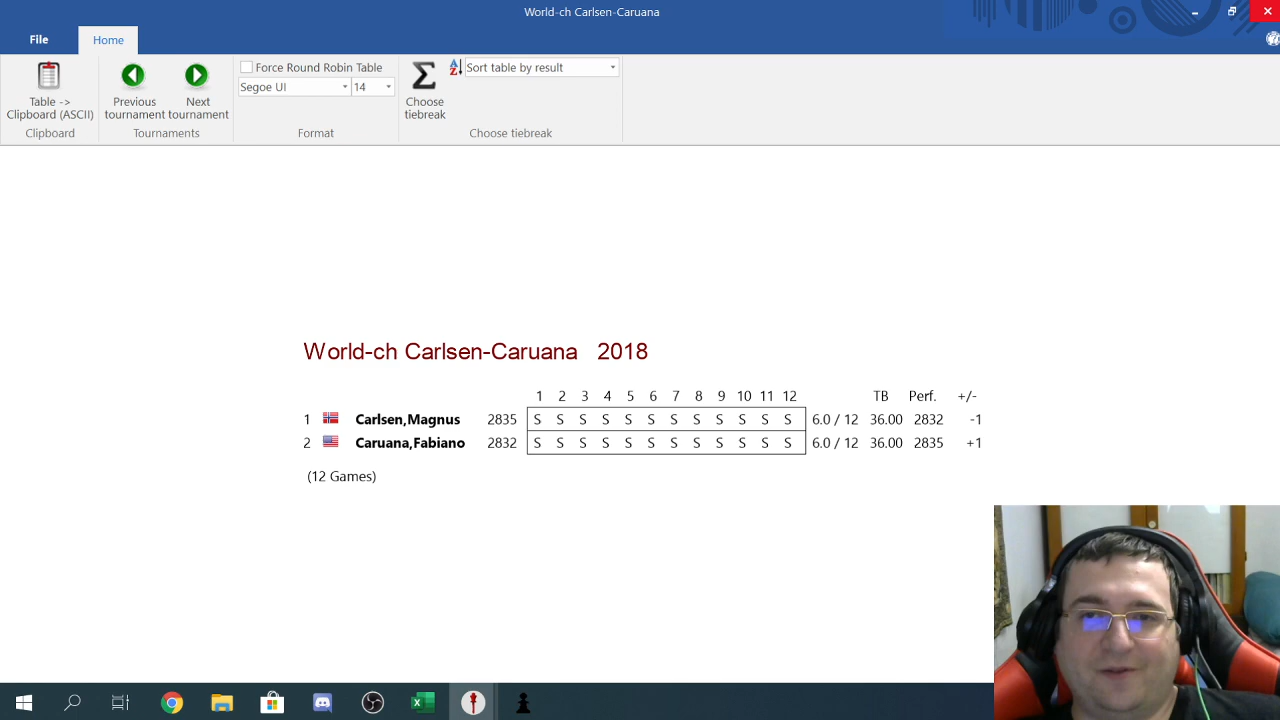 World-ch Carlsen-Caruana
File Home
Force Round Robin Table
Sort table by result
Segoe UI 14
Table -> Clipboard (ASCII)
Previous tournament
Next tournament
Choose tiebreak
Clipboard Tournaments Format Choose tiebreak
World-ch Carlsen-Caruana 2018
1 2 3 4 5 6 7 8 9 10 11 12 TB Perf. +/-
1 Carlsen,Magnus 2835 S S S S S S S S S S S S 6.0 / 12 36.00 2832 -1
2 Caruana,Fabiano 2832 S S S S S S S S S S S S 6.0 / 12 36.00 2835 +1
(12 Games)